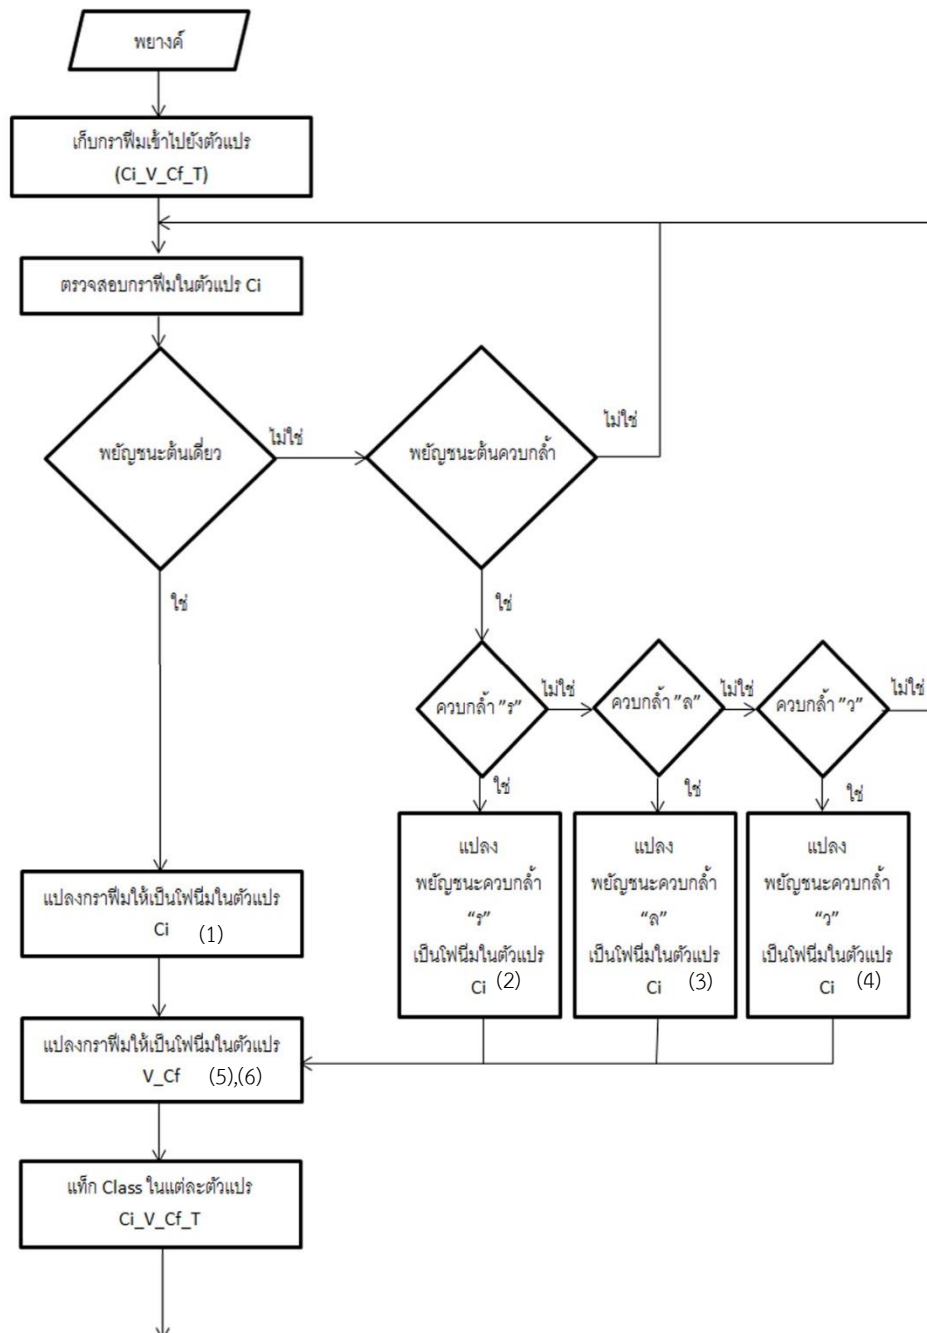 พยางค์
เก็บกราฟีมเข้าไปยังตัวแปร
(Ci_V_Cf_T)
ตรวจสอบกราฟีมในตัวแปร Ci
พยัญชนะต้นเดี่ยว
ไม่ใช่
พยัญชนะต้นควบกล้ำ
ไม่ใช่
ใช่
ใช่
ควบกล้ำ "ร"
ไม่ใช่
ควบกล้ำ "ล"
ไม่ใช่
ควบกล้ำ "ว"
ไม่ใช่
ใช่
ใช่
ใช่
แปลง
พยัญชนะควบกล้ำ
“ร”
เป็นโฟนีมในตัวแปร
Ci (2)
แปลง
พยัญชนะควบกล้ำ
“ล”
เป็นโฟนีมในตัวแปร
Ci (3)
แปลง
พยัญชนะควบกล้ำ
“ว”
เป็นโฟนีมในตัวแปร
Ci (4)
แปลงกราฟีมให้เป็นโฟนีมในตัวแปร
Ci (1)
แปลงกราฟีมให้เป็นโฟนีมในตัวแปร
V_Cf (5),(6)
แท็ก Class ในแต่ละตัวแปร
Ci_V_Cf_T